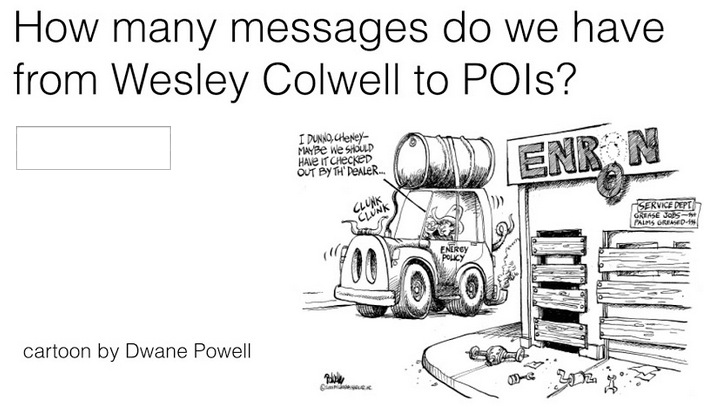 How many messages do we have
from Wesley Colwell to POIs?
I DUNNO, CHENEY-
MAYBE WE SHOULD
HAVE IT CHECKED
OUT BY TH' DEALER...
CLUNK
CLUNK
ENERGY
POLICY
ENRON
SERVICE DEPT.
GREASE JOBS
PALMS GREASED
cartoon by Dwane Powell